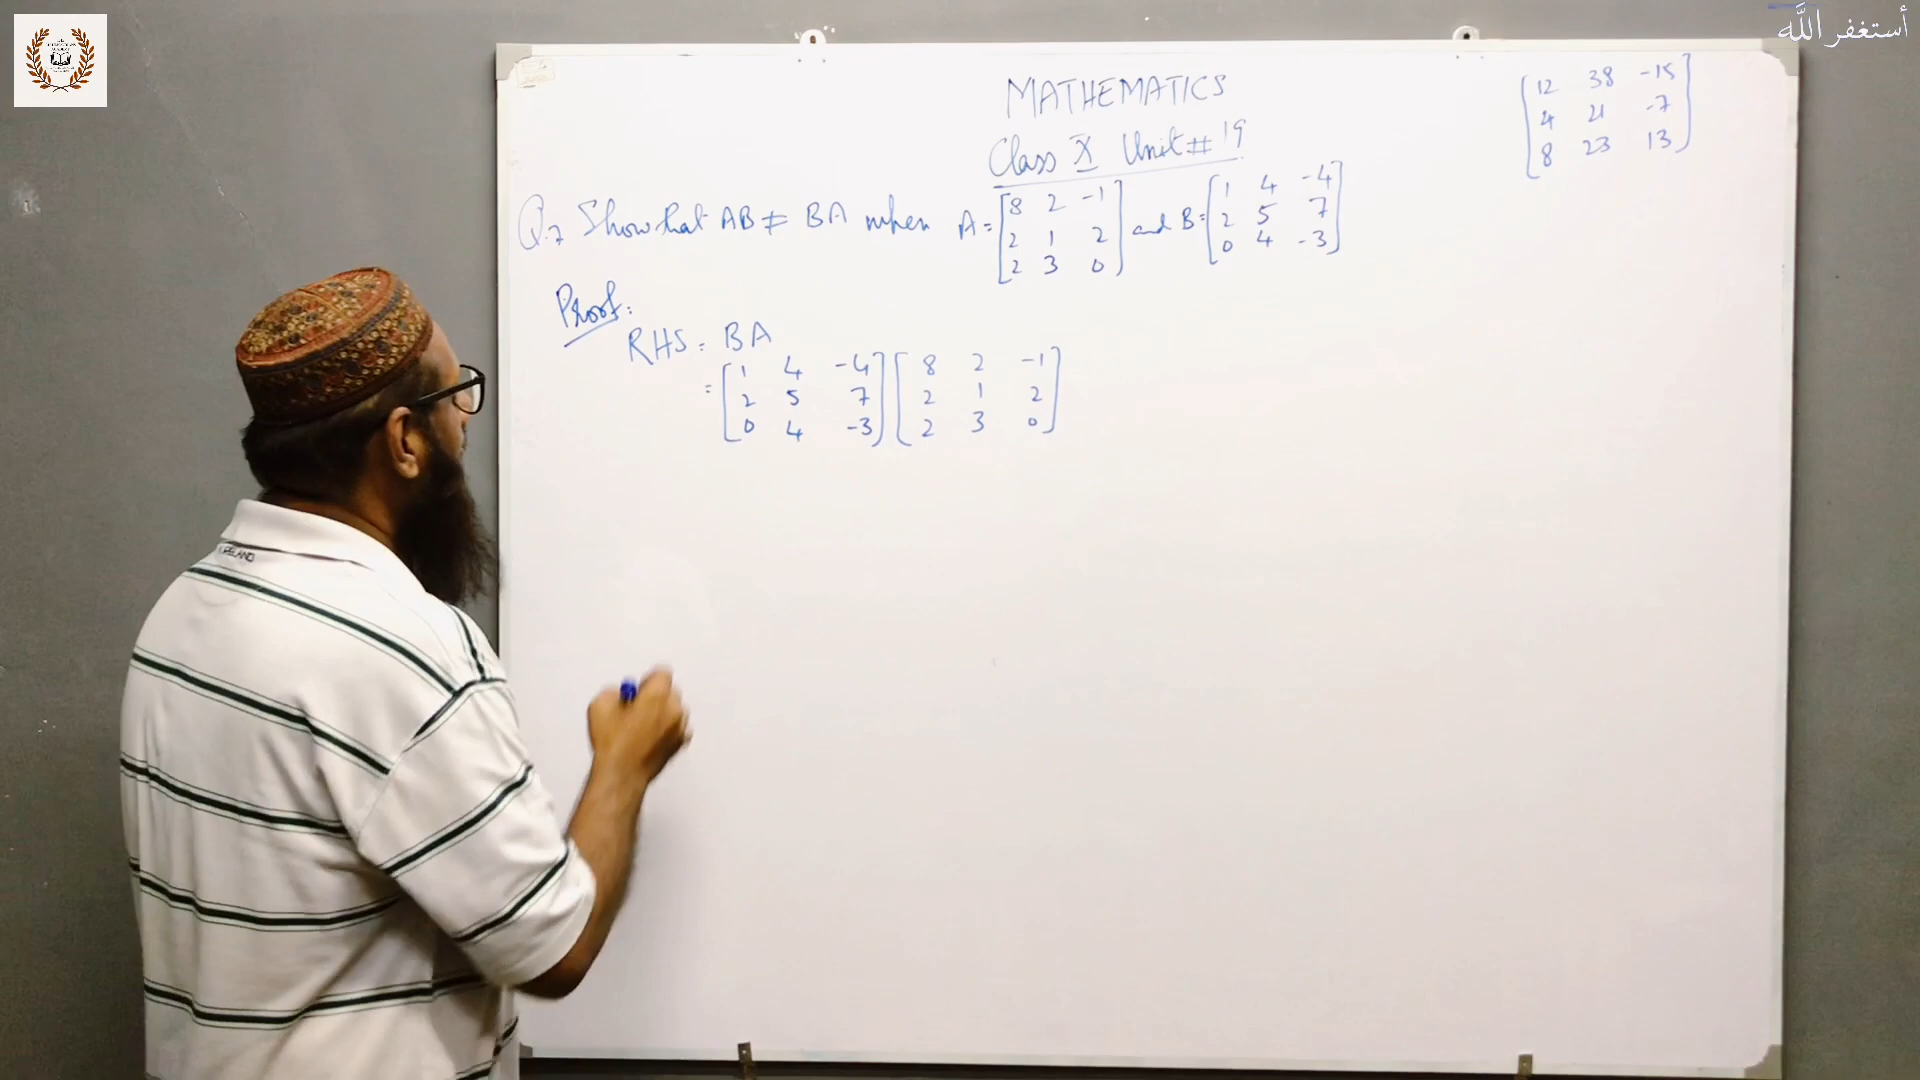 أستغفر الله
MATHEMATICS
Class X Unit # 19
Q.7 Show that AB ≠ BA when A = [8 2 -1
2 1 2
2 3 0] and B = [1 4 -4
2 5 7
0 4 -3]
[12 38 -15
4 21 -7
8 23 13]
Proof:
RHS = BA
= [1 4 -4
2 5 7
0 4 -3] [8 2 -1
2 1 2
2 3 0]